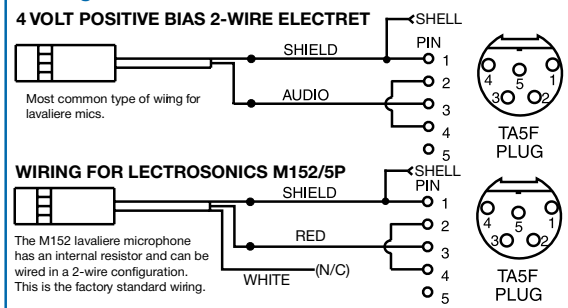 4 VOLT POSITIVE BIAS 2-WIRE ELECTRET
SHELL
PIN
SHIELD
1
2
AUDIO
3
4
5
Most common type of wiing for
lavaliere mics.
4
5
1
3
2
TA5F
PLUG
WIRING FOR LECTROSONICS M152/5P
SHELL
PIN
SHIELD
1
2
RED
3
(N/C)
4
WHITE
5
The M152 lavaliere microphone
has an internal resistor and can be
wired in a 2-wire configuration.
This is the factory standard wiring.
4
5
1
3
2
TA5F
PLUG